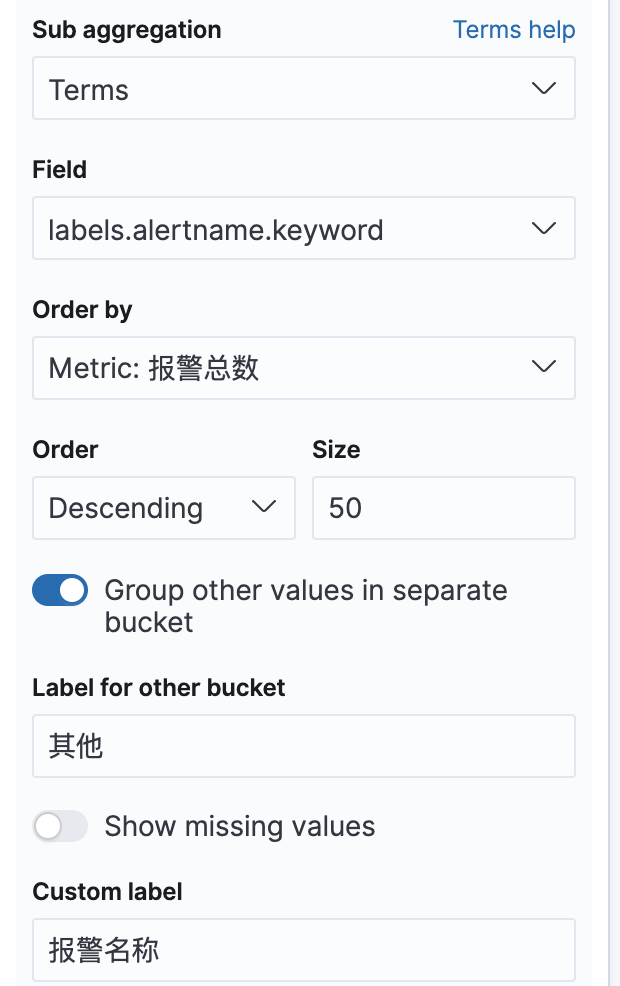 Sub aggregation
Terms help
Terms
Field
labels.alertname.keyword
Order by
Metric: 报警总数
Order
Size
Descending
50
Group other values in separate
bucket
Label for other bucket
其他
Show missing values
Custom label
报警名称